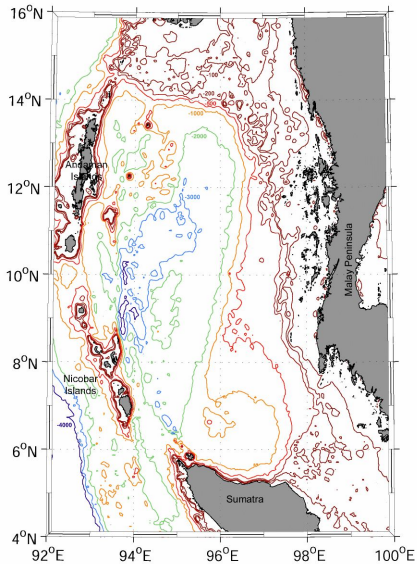 16°N
14°N
12°N
10°N
8°N
6°N
4°N
-100
-200
-1000
-2000
-3000
Andaman
Islands
Malay Peninsula
Nicobar
Islands
-4000
Sumatra
92°E 94°E 96°E 98°E 100°E